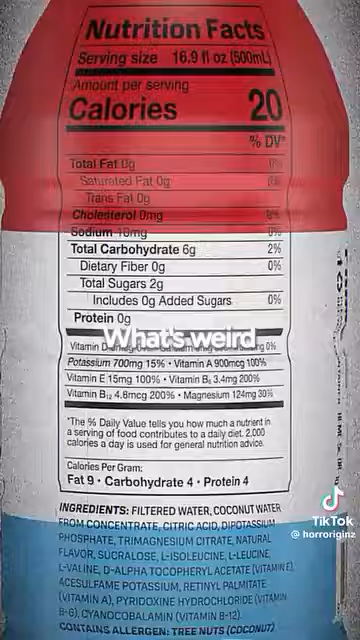 Nutrition Facts
Serving size 16.9 fl oz (500mL)
Amount per serving
Calories 20
% DV*
Total Fat 0g 0%
Saturated Fat 0g 0%
Trans Fat 0g
Cholesterol 0mg 0%
Sodium 10mg 0%
Total Carbohydrate 6g 2%
Dietary Fiber 0g 0%
Total Sugars 2g
Includes 0g Added Sugars 0%
Protein 0g
What's weird
Vitamin D 0%
Potassium 700mg 15% • Vitamin A 900mcg 100%
Vitamin E 15mg 100% • Vitamin B₆ 3.4mg 200%
Vitamin B₁₂ 4.8mcg 200% • Magnesium 124mg 30%
*The % Daily Value tells you how much a nutrient in
a serving of food contributes to a daily diet. 2,000
calories a day is used for general nutrition advice.
Calories Per Gram:
Fat 9 • Carbohydrate 4 • Protein 4
INGREDIENTS: FILTERED WATER, COCONUT WATER
FROM CONCENTRATE, CITRIC ACID, DIPOTASSIUM
PHOSPHATE, TRIMAGNESIUM CITRATE, NATURAL
FLAVOR, SUCRALOSE, L-ISOLEUCINE, L-LEUCINE,
L-VALINE, D-ALPHA TOCOPHERYL ACETATE (VITAMIN E),
ACESULFAME POTASSIUM, RETINYL PALMITATE
(VITAMIN A), PYRIDOXINE HYDROCHLORIDE (VITAMIN
B-6), CYANOCOBALAMIN (VITAMIN B-12).
CONTAINS ALLERGEN: TREE NUTS (COCONUT)
TikTok
@ horroriginz